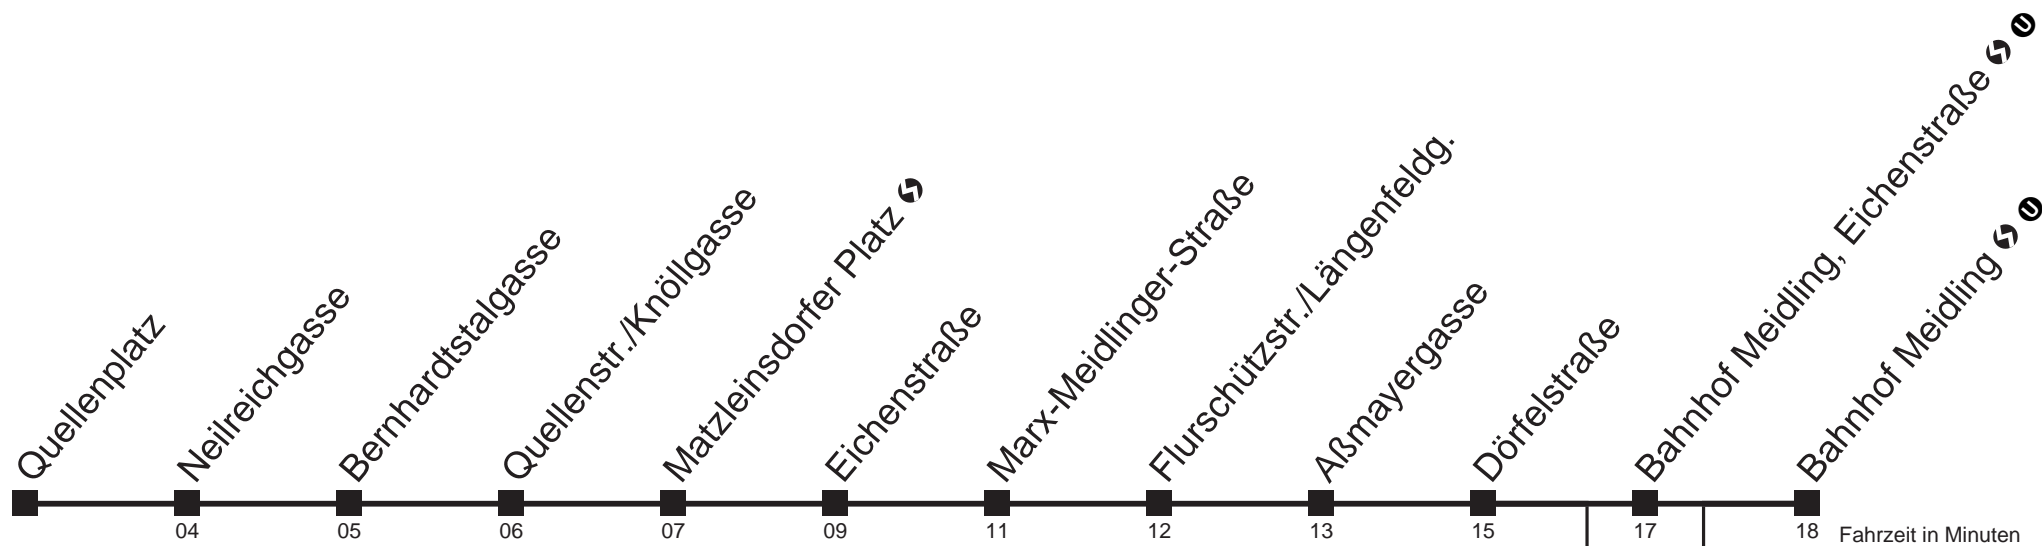 Quellenplatz
Neilreichgasse
Bernhardtstalgasse
Quellenstr./Knöllgasse
Matzleinsdorfer Platz
Eichenstraße
Marx-Meidlinger-Straße
Flurschützstr./Längenfeldg.
Aßmayergasse
Dörfelstraße
Bahnhof Meidling, Eichenstraße U
Bahnhof Meidling U
04 05 06 07 09 11 12 13 15 17 18 Fahrzeit in Minuten